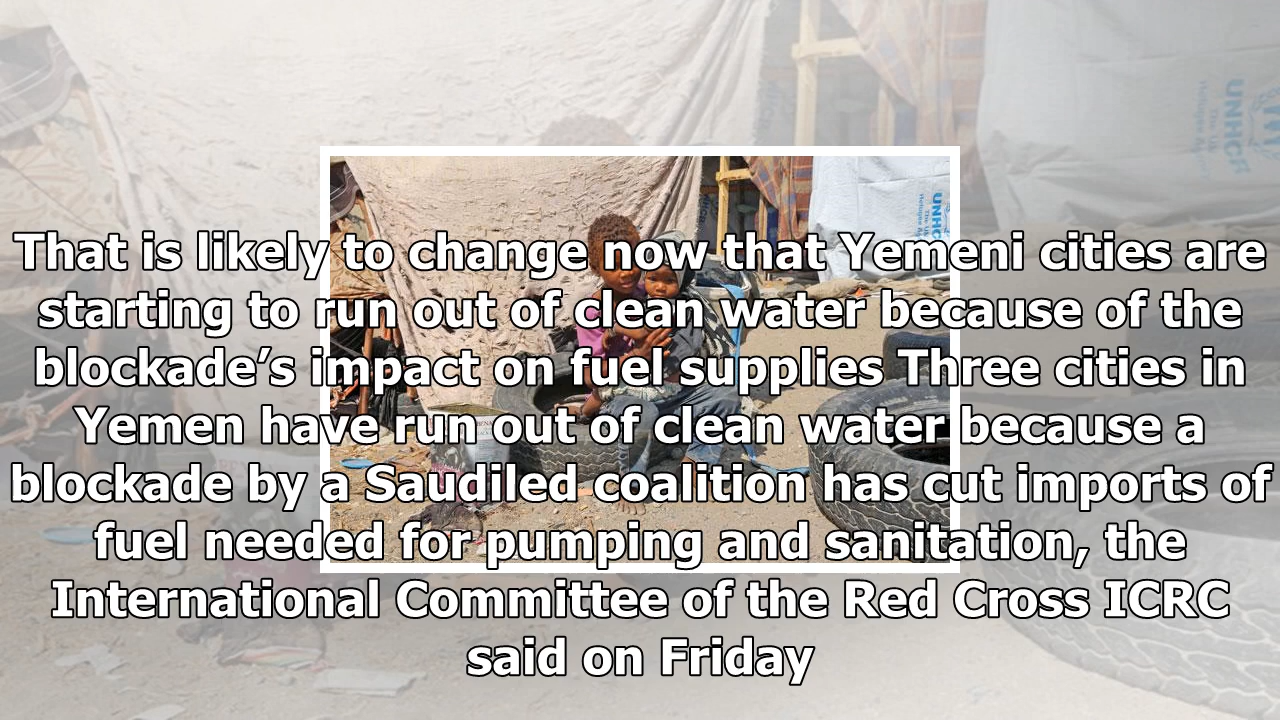 That is likely to change now that Yemeni cities are
starting to run out of clean water because of the
blockade’s impact on fuel supplies Three cities in
Yemen have run out of clean water because a
blockade by a Saudiled coalition has cut imports of
fuel needed for pumping and sanitation, the
International Committee of the Red Cross ICRC
said on Friday
UNHCR
UNHCR